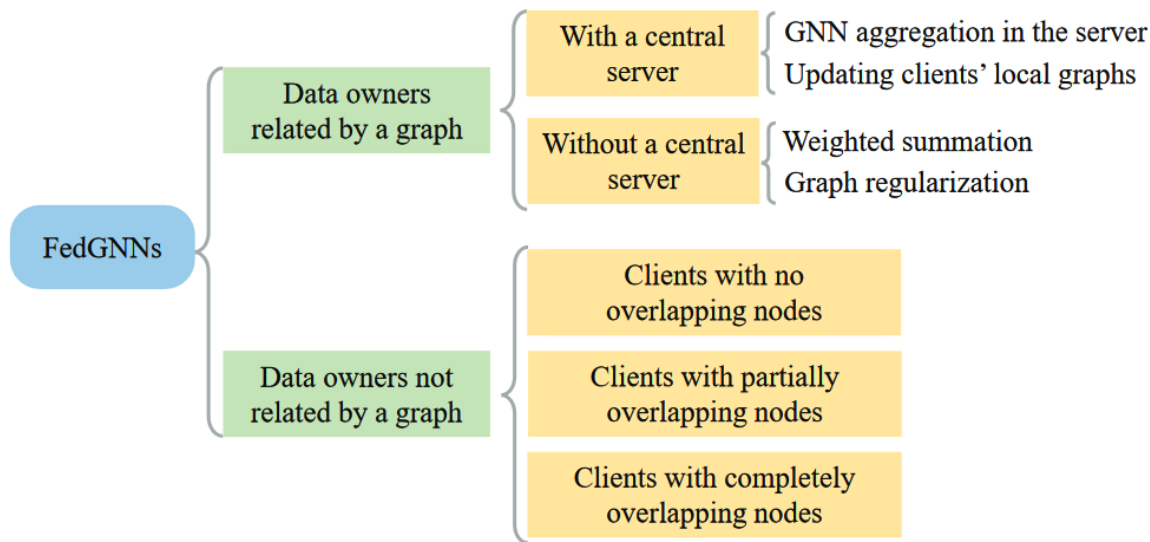 FedGNNs
Data owners
related by a graph
With a central
server
GNN aggregation in the server
Updating clients’ local graphs
Without a central
server
Weighted summation
Graph regularization
Data owners not
related by a graph
Clients with no
overlapping nodes
Clients with partially
overlapping nodes
Clients with completely
overlapping nodes